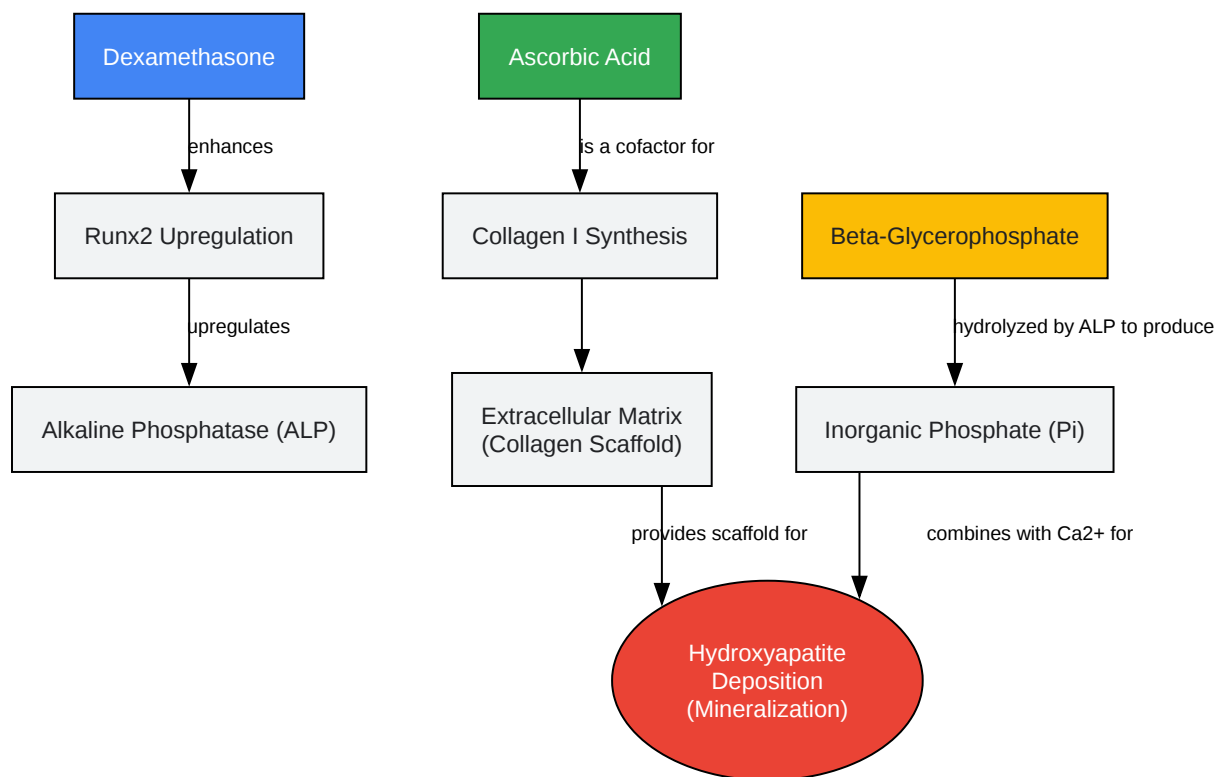 Dexamethasone
Ascorbic Acid
enhances
is a cofactor for
Runx2 Upregulation
Collagen I Synthesis
Beta-Glycerophosphate
upregulates
hydrolyzed by ALP to produce
Alkaline Phosphatase (ALP)
Extracellular Matrix
(Collagen Scaffold)
Inorganic Phosphate (Pi)
provides scaffold for
combines with Ca2+ for
Hydroxyapatite
Deposition
(Mineralization)